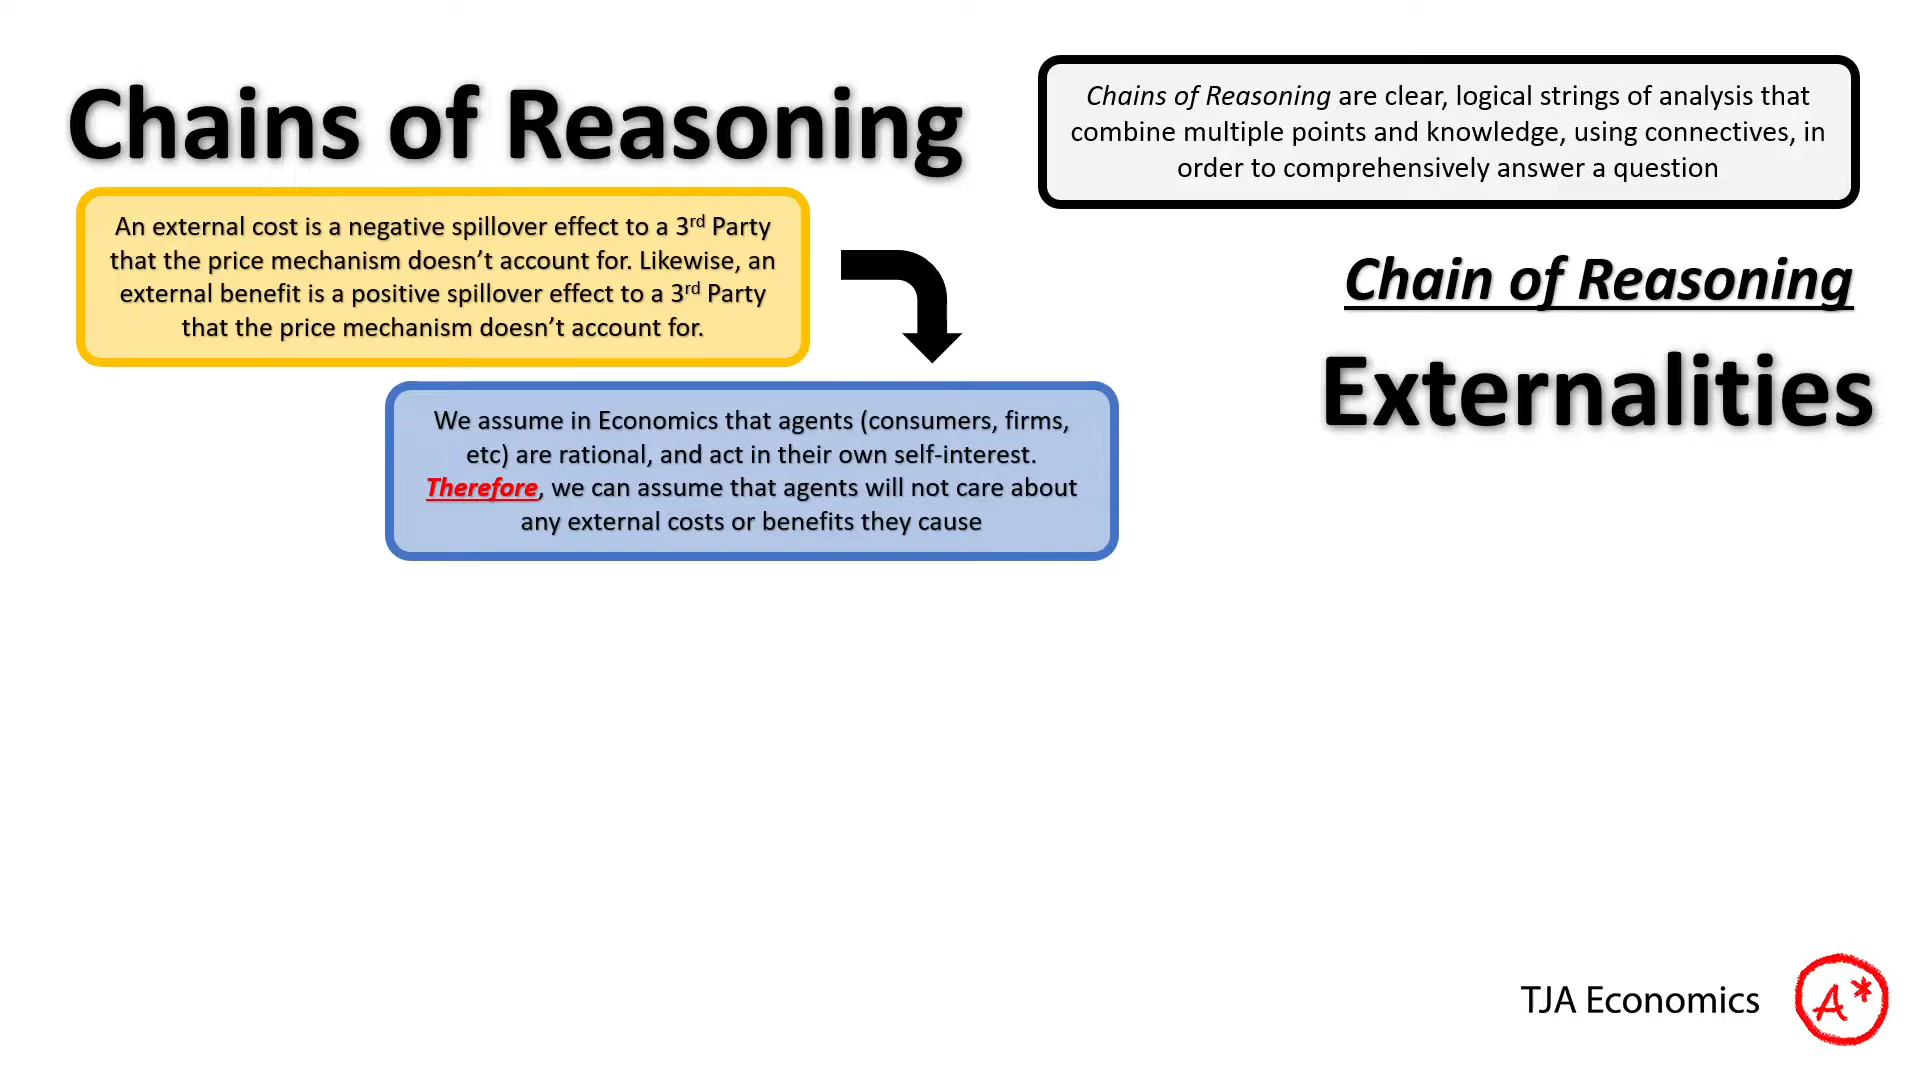 Chains of Reasoning
Chains of Reasoning are clear, logical strings of analysis that
combine multiple points and knowledge, using connectives, in
order to comprehensively answer a question
An external cost is a negative spillover effect to a 3rd Party
that the price mechanism doesn’t account for. Likewise, an
external benefit is a positive spillover effect to a 3rd Party
that the price mechanism doesn’t account for.
Chain of Reasoning
Externalities
We assume in Economics that agents (consumers, firms,
etc) are rational, and act in their own self-interest.
Therefore, we can assume that agents will not care about
any external costs or benefits they cause
TJA Economics
A*